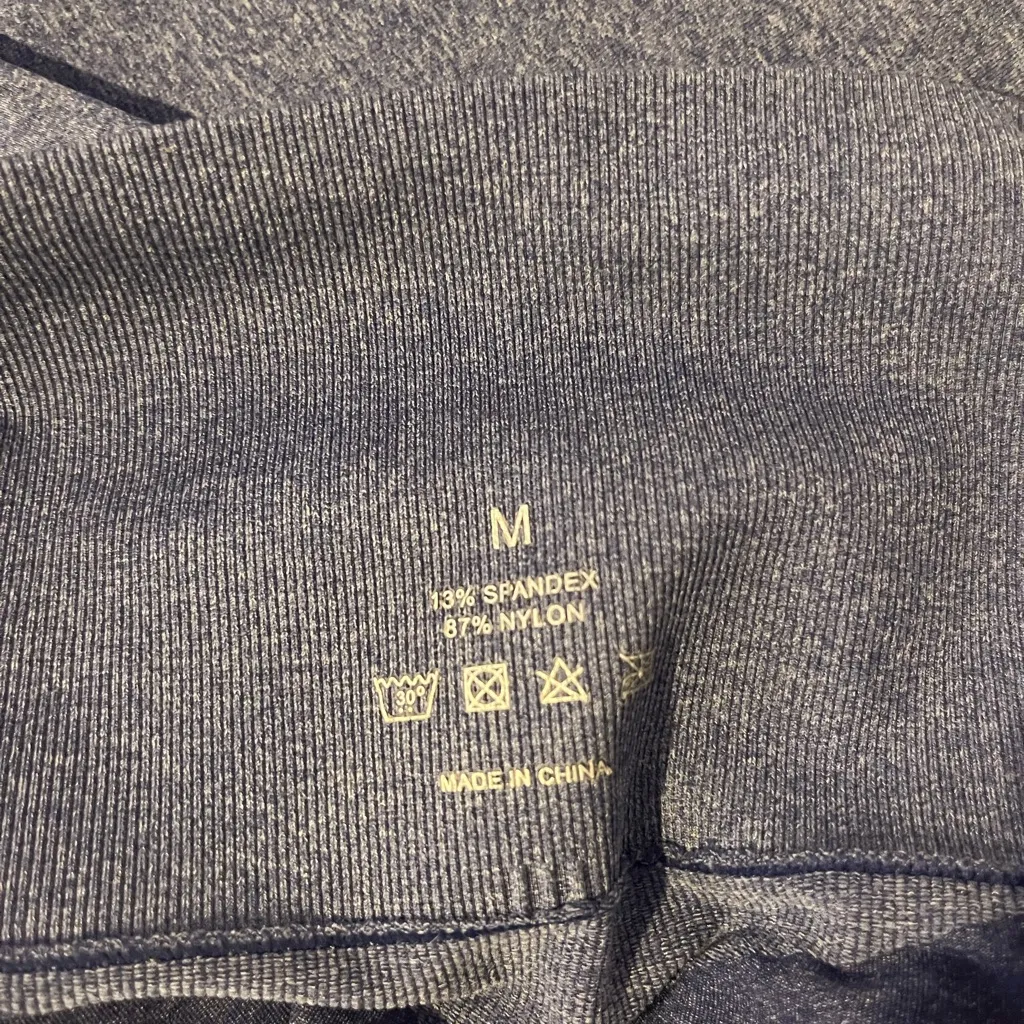 M
13% SPANDEX
87% NYLON
30°
MADE IN CHINA